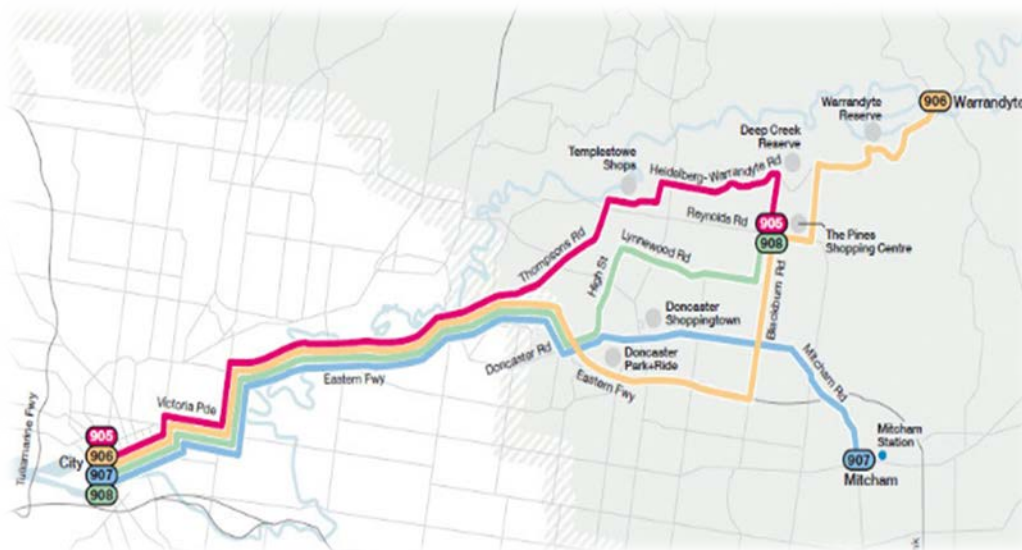 906
Warrandyte
Warrandyte
Reserve
Deep Creek
Reserve
Templestowe
Shops
Heidelberg-Warrandyte Rd
Reynolds Rd
905
908
The Pines
Shopping Centre
Thompsons Rd
High St
Lynnewood Rd
Blackburn Rd
Doncaster
Shoppingtown
Doncaster Rd
Doncaster
Park+Ride
Eastern Fwy
Eastern Fwy
Mitcham Rd
Victoria Pde
Tullamarine Fwy
City
905
906
907
908
Mitcham
Station
907
Mitcham